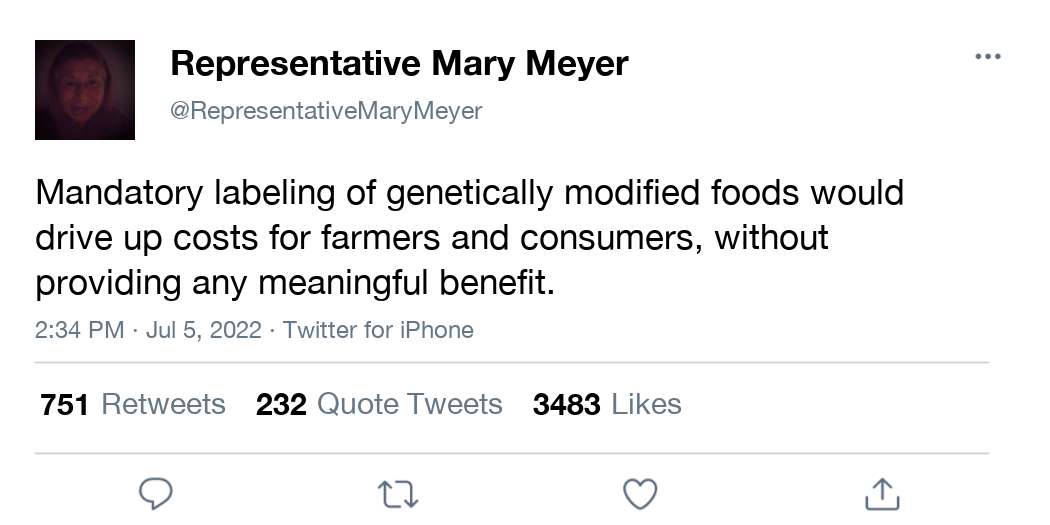 Representative Mary Meyer
@RepresentativeMaryMeyer
Mandatory labeling of genetically modified foods would
drive up costs for farmers and consumers, without
providing any meaningful benefit.
2:34 PM · Jul 5, 2022 · Twitter for iPhone
751 Retweets 232 Quote Tweets 3483 Likes